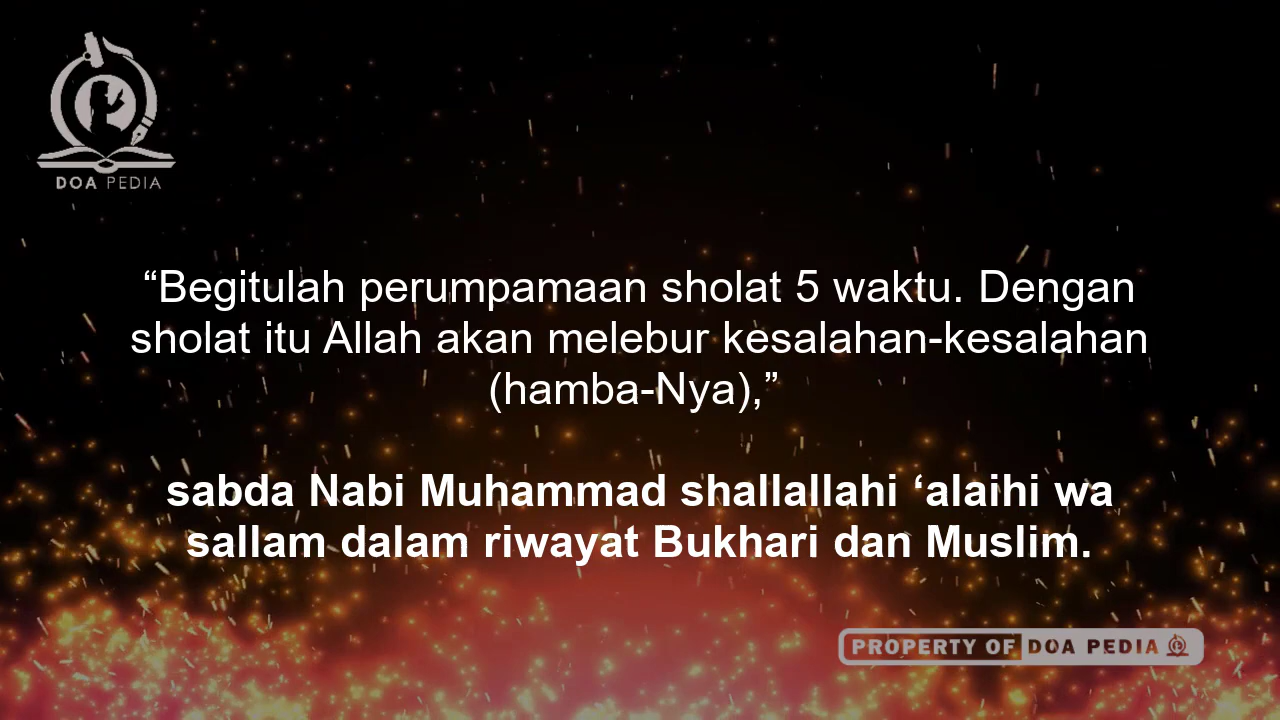 DOA PEDIA
“Begitulah perumpamaan sholat 5 waktu. Dengan
sholat itu Allah akan melebur kesalahan-kesalahan
(hamba-Nya),”
sabda Nabi Muhammad shallallahi ‘alaihi wa
sallam dalam riwayat Bukhari dan Muslim.
PROPERTY OF DOA PEDIA